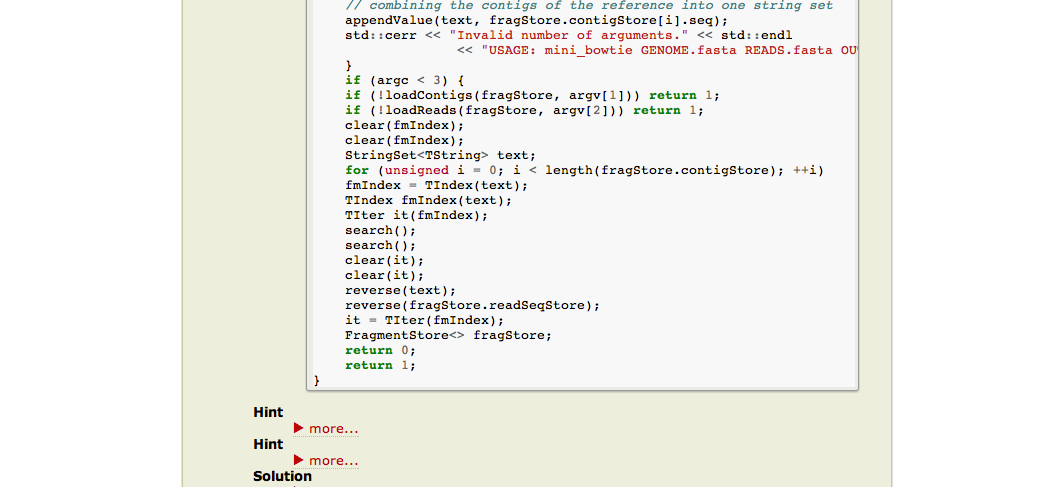 // combining the contigs of the reference into one string set
appendValue(text, fragStore.contigStore[i].seq);
std::cerr << "Invalid number of arguments." << std::endl
<< "USAGE: mini_bowtie GENOME.fasta READS.fasta OU
}
if (argc < 3) {
if (!loadContigs(fragStore, argv[1])) return 1;
if (!loadReads(fragStore, argv[2])) return 1;
clear(fmIndex);
clear(fmIndex);
StringSet<TString> text;
for (unsigned i = 0; i < length(fragStore.contigStore); ++i)
fmIndex = TIndex(text);
TIndex fmIndex(text);
TIter it(fmIndex);
search();
search();
clear(it);
clear(it);
reverse(text);
reverse(fragStore.readSeqStore);
it = TIter(fmIndex);
FragmentStore<> fragStore;
return 0;
return 1;
}
Hint
more...
Hint
more...
Solution